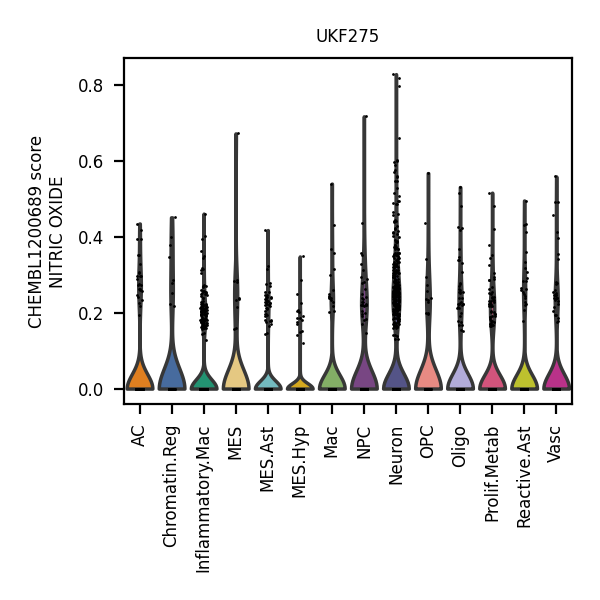 UKF275
CHEMBL1200689 score
NITRIC OXIDE
0.8
0.6
0.4
0.2
0.0
AC
Chromatin.Reg
Inflammatory.Mac
MES
MES.Ast
MES.Hyp
Mac
NPC
Neuron
OPC
Oligo
Prolif.Metab
Reactive.Ast
Vasc